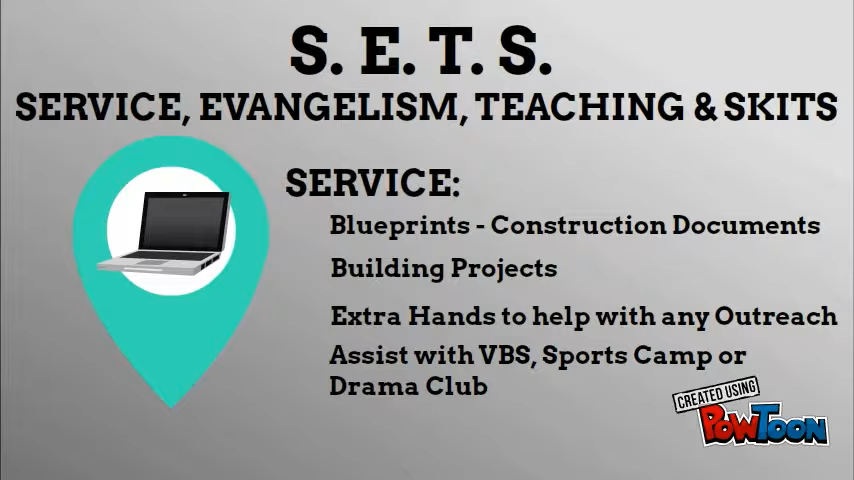 S. E. T. S.
SERVICE, EVANGELISM, TEACHING & SKITS
SERVICE:
Blueprints - Construction Documents
Building Projects
Extra Hands to help with any Outreach
Assist with VBS, Sports Camp or
Drama Club
CREATED USING
POWTOON